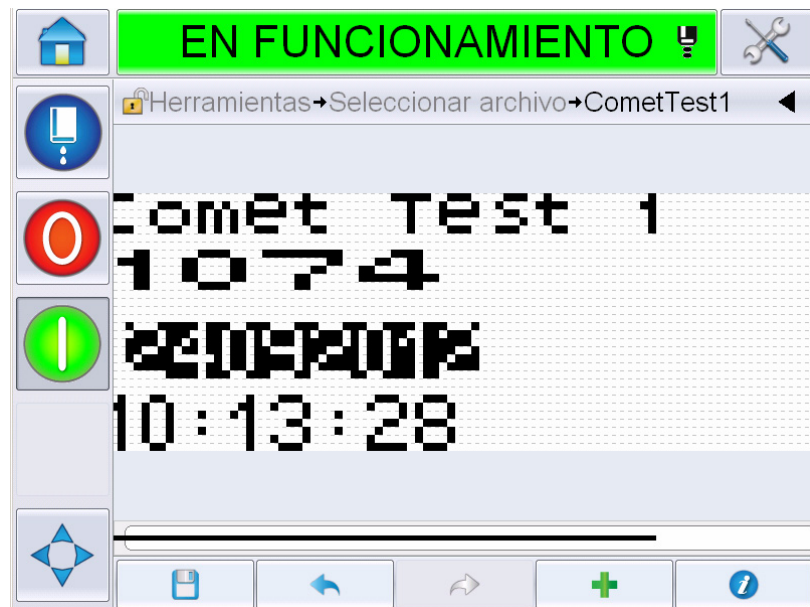 EN FUNCIONAMIENTO
Herramientas→Seleccionar archivo→CometTest1
Comet Test 1
1074
10:13:28